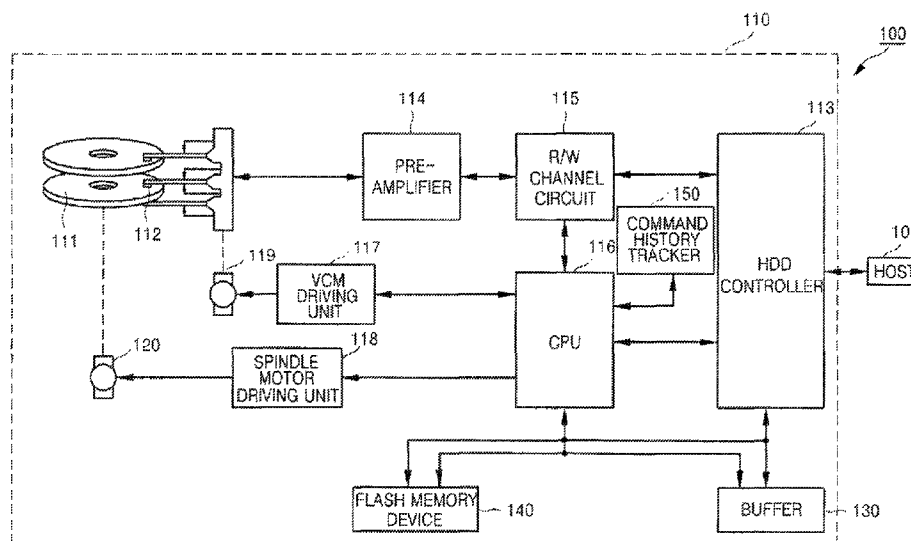 110
100
114
115
113
PRE-
AMPLIFIER
R/W
CHANNEL
CIRCUIT
150
COMMAND
HISTORY
TRACKER
111
112
116
119
117
VCM
DRIVING
UNIT
HDD
CONTROLLER
10
HOST
CPU
120
118
SPINDLE
MOTOR
DRIVING UNIT
FLASH MEMORY
DEVICE
140
BUFFER
130